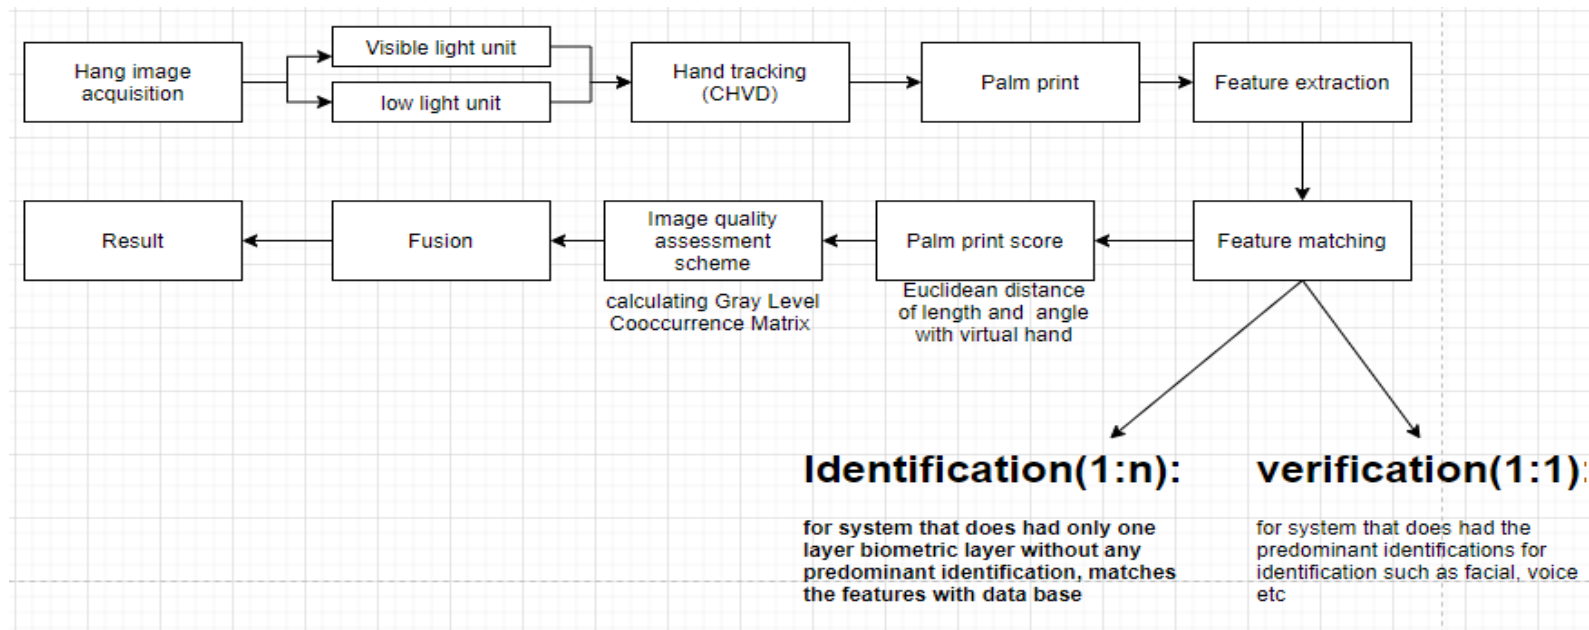 Hang image
acquisition
Visible light unit
low light unit
Hand tracking
(CHVD)
Palm print
Feature extraction
Result
Fusion
Image quality
assessment
scheme
Palm print score
Feature matching
calculating Gray Level
Cooccurrence Matrix
Euclidean distance
of length and angle
with virtual hand
Identification(1:n):
verification(1:1):
for system that does had only one
layer biometric layer without any
predominant identification, matches
the features with data base
for system that does had the
predominant identifications for
identification such as facial, voice
etc